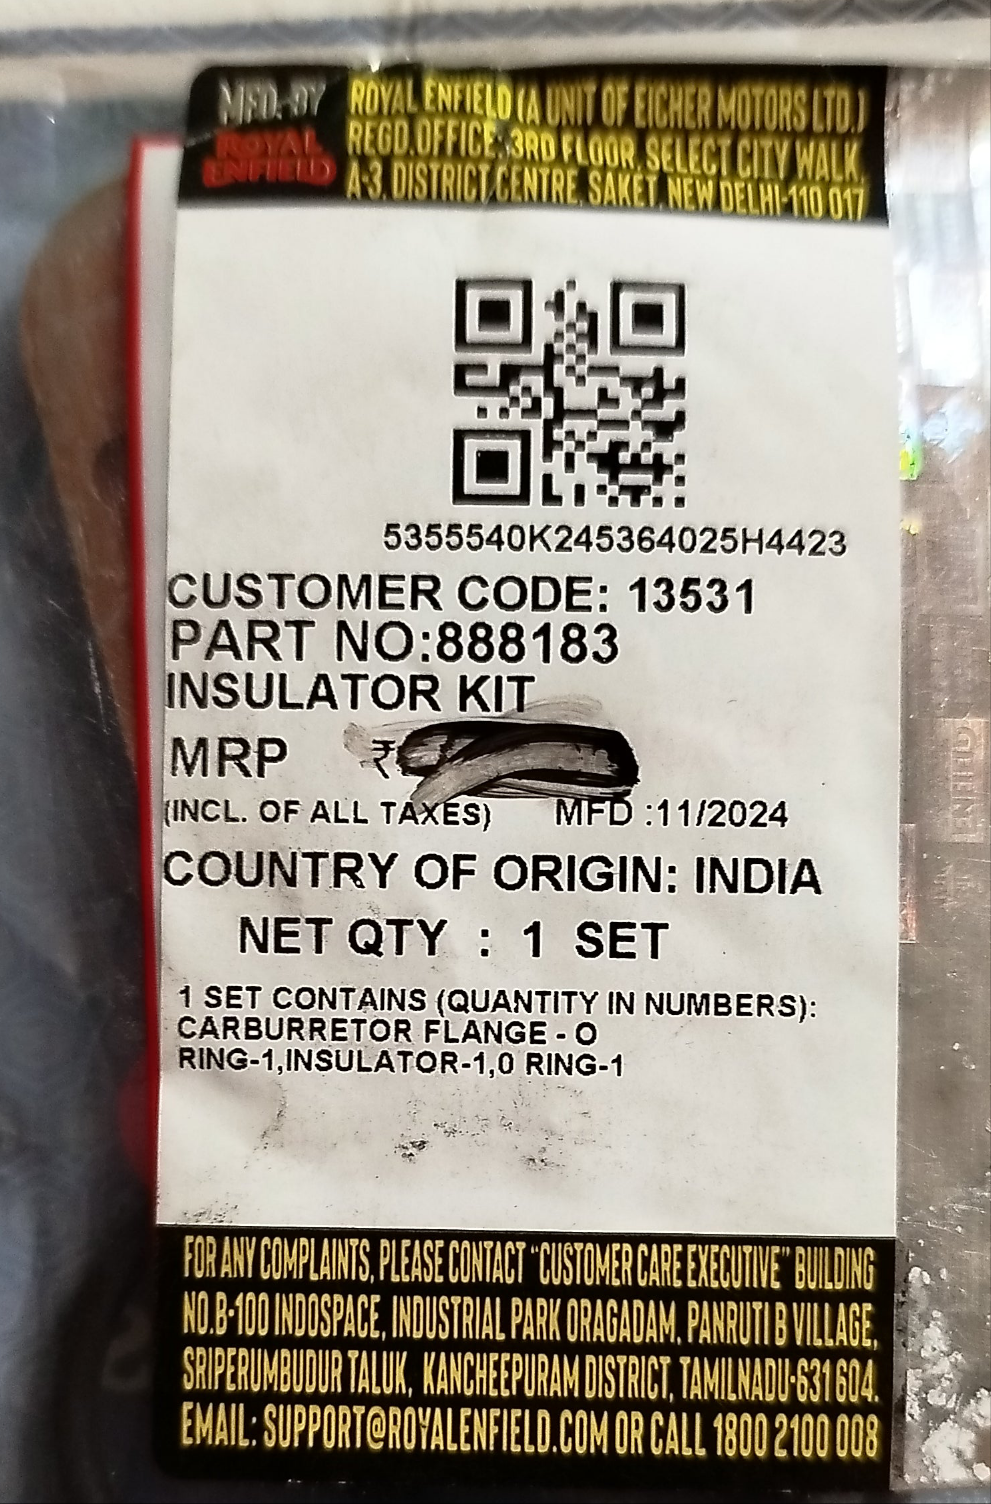 MFD. BY
ROYAL
ENFIELD
ROYAL ENFIELD (A UNIT OF EICHER MOTORS LTD.)
REGD.OFFICE: 3RD FLOOR, SELECT CITY WALK,
A-3, DISTRICT CENTRE, SAKET, NEW DELHI-110 017
5355540K245364025H4423
CUSTOMER CODE: 13531
PART NO:888183
INSULATOR KIT
MRP ₹
(INCL. OF ALL TAXES) MFD :11/2024
COUNTRY OF ORIGIN: INDIA
NET QTY : 1 SET
1 SET CONTAINS (QUANTITY IN NUMBERS):
CARBURRETOR FLANGE - O
RING-1,INSULATOR-1,0 RING-1
FOR ANY COMPLAINTS, PLEASE CONTACT "CUSTOMER CARE EXECUTIVE" BUILDING
NO.B-100 INDOSPACE, INDUSTRIAL PARK ORAGADAM, PANRUTI B VILLAGE,
SRIPERUMBUDUR TALUK, KANCHEEPURAM DISTRICT, TAMILNADU-631 604.
EMAIL: SUPPORT@ROYALENFIELD.COM OR CALL 1800 2100 008